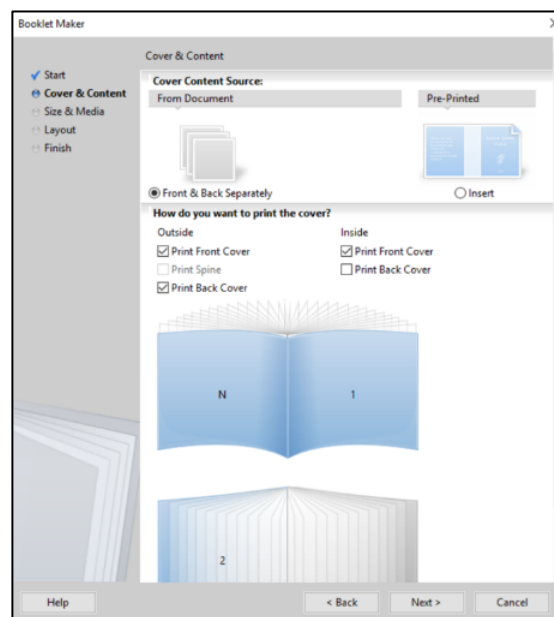 Booklet Maker
Start
Cover & Content
Size & Media
Layout
Finish
Cover & Content
Cover Content Source:
From Document
Pre-Printed
Front & Back Separately
Insert
How do you want to print the cover?
Outside
Inside
Print Front Cover
Print Front Cover
Print Spine
Print Back Cover
Print Back Cover
N
1
2
Help
< Back
Next >
Cancel